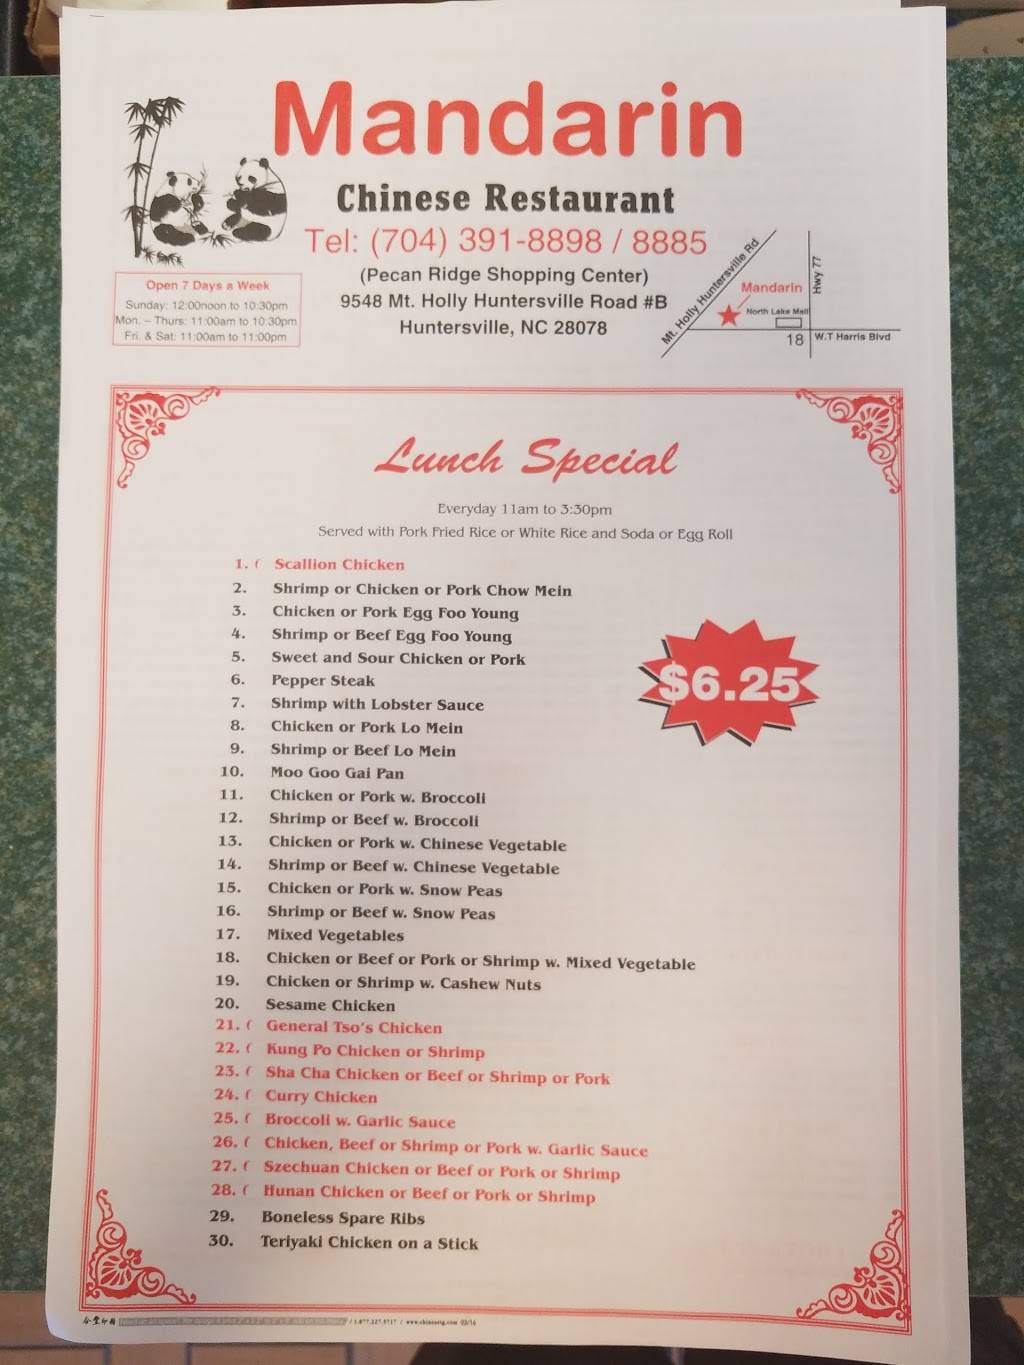 Mandarin
Chinese Restaurant
Tel: (704) 391-8898 / 8885
(Pecan Ridge Shopping Center)
9548 Mt. Holly Huntersville Road #B
Huntersville, NC 28078
Open 7 Days a Week
Sunday: 12:00noon to 10:30pm
Mon. – Thurs: 11:00am to 10:30pm
Fri. & Sat: 11:00am to 11:00pm
Mt. Holly Huntersville Rd
Hwy 77
Mandarin
North Lake Mall
18
W.T Harris Blvd
Lunch Special
Everyday 11am to 3:30pm
Served with Pork Fried Rice or White Rice and Soda or Egg Roll
1. Scallion Chicken
2. Shrimp or Chicken or Pork Chow Mein
3. Chicken or Pork Egg Foo Young
4. Shrimp or Beef Egg Foo Young
5. Sweet and Sour Chicken or Pork
6. Pepper Steak
7. Shrimp with Lobster Sauce
8. Chicken or Pork Lo Mein
9. Shrimp or Beef Lo Mein
10. Moo Goo Gai Pan
11. Chicken or Pork w. Broccoli
12. Shrimp or Beef w. Broccoli
13. Chicken or Pork w. Chinese Vegetable
14. Shrimp or Beef w. Chinese Vegetable
15. Chicken or Pork w. Snow Peas
16. Shrimp or Beef w. Snow Peas
17. Mixed Vegetables
18. Chicken or Beef or Pork or Shrimp w. Mixed Vegetable
19. Chicken or Shrimp w. Cashew Nuts
20. Sesame Chicken
21. General Tso's Chicken
22. Kung Po Chicken or Shrimp
23. Sha Cha Chicken or Beef or Shrimp or Pork
24. Curry Chicken
25. Broccoli w. Garlic Sauce
26. Chicken, Beef or Shrimp or Pork w. Garlic Sauce
27. Szechuan Chicken or Beef or Pork or Shrimp
28. Hunan Chicken or Beef or Pork or Shrimp
29. Boneless Spare Ribs
30. Teriyaki Chicken on a Stick
$6.25